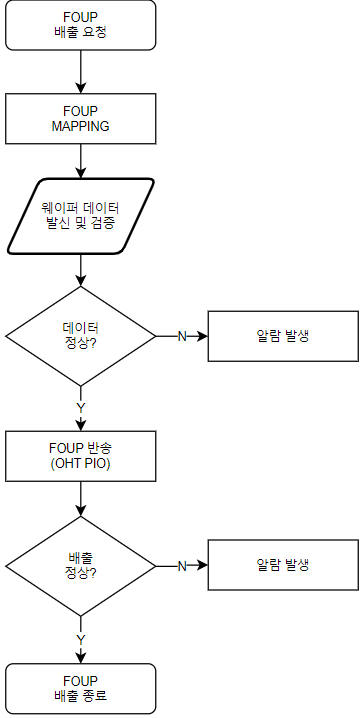 FOUP
배출 요청
FOUP
MAPPING
웨이퍼 데이터
발신 및 검증
데이터
정상?
N
알람 발생
Y
FOUP 반송
(OHT PIO)
배출
정상?
N
알람 발생
Y
FOUP
배출 종료